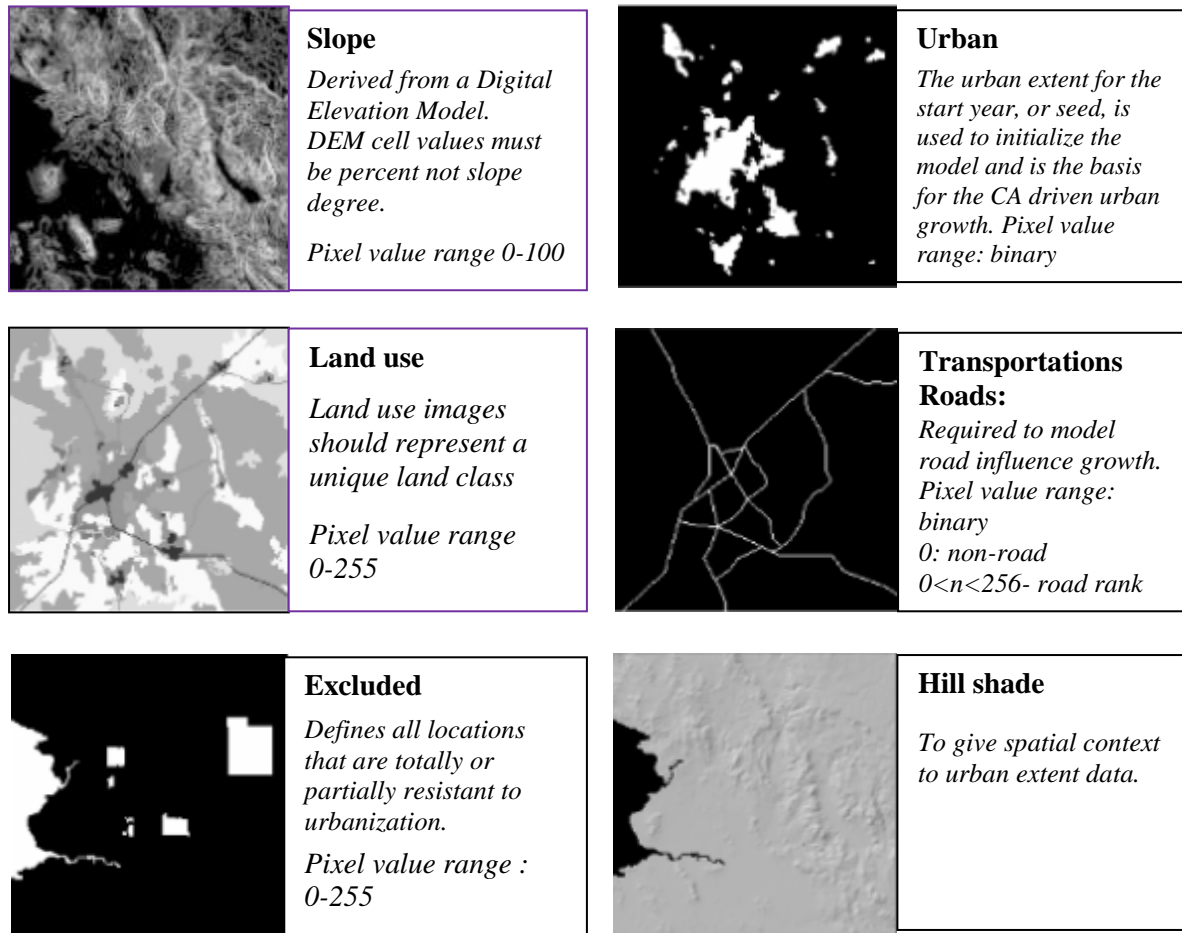 Slope
Derived from a Digital
Elevation Model.
DEM cell values must
be percent not slope
degree.
Pixel value range 0-100
Urban
The urban extent for the
start year, or seed, is
used to initialize the
model and is the basis
for the CA driven urban
growth. Pixel value
range: binary
Land use
Land use images
should represent a
unique land class
Pixel value range
0-255
Transportations
Roads:
Required to model
road influence growth.
Pixel value range:
binary
0: non-road
0<n<256- road rank
Excluded
Defines all locations
that are totally or
partially resistant to
urbanization.
Pixel value range :
0-255
Hill shade
To give spatial context
to urban extent data.